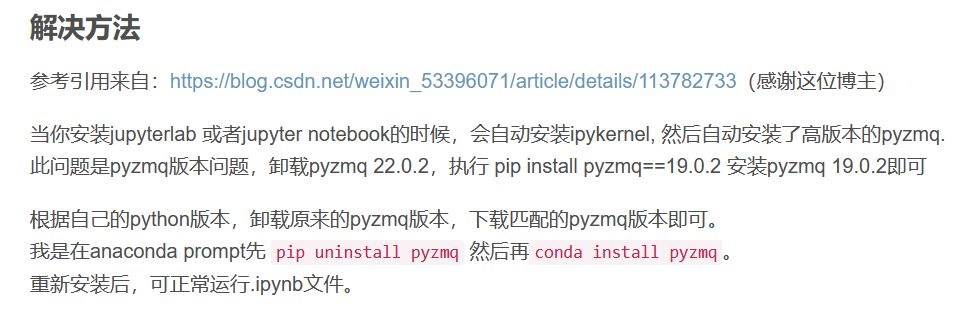 解决方法
参考引用来自：https://blog.csdn.net/weixin_53396071/article/details/113782733（感谢这位博主）
当你安装jupyterlab 或者jupyter notebook的时候，会自动安装ipykernel, 然后自动安装了高版本的pyzmq.
此问题是pyzmq版本问题，卸载pyzmq 22.0.2，执行 pip install pyzmq==19.0.2 安装pyzmq 19.0.2即可
根据自己的python版本，卸载原来的pyzmq版本，下载匹配的pyzmq版本即可。
我是在anaconda prompt先 pip uninstall pyzmq 然后再 conda install pyzmq 。
重新安装后，可正常运行.ipynb文件。